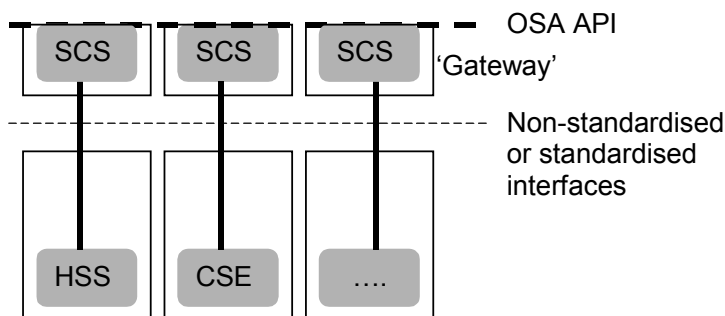 OSA API
SCS
SCS
SCS
‘Gateway’
Non-standardised
or standardised
interfaces
HSS
CSE
....